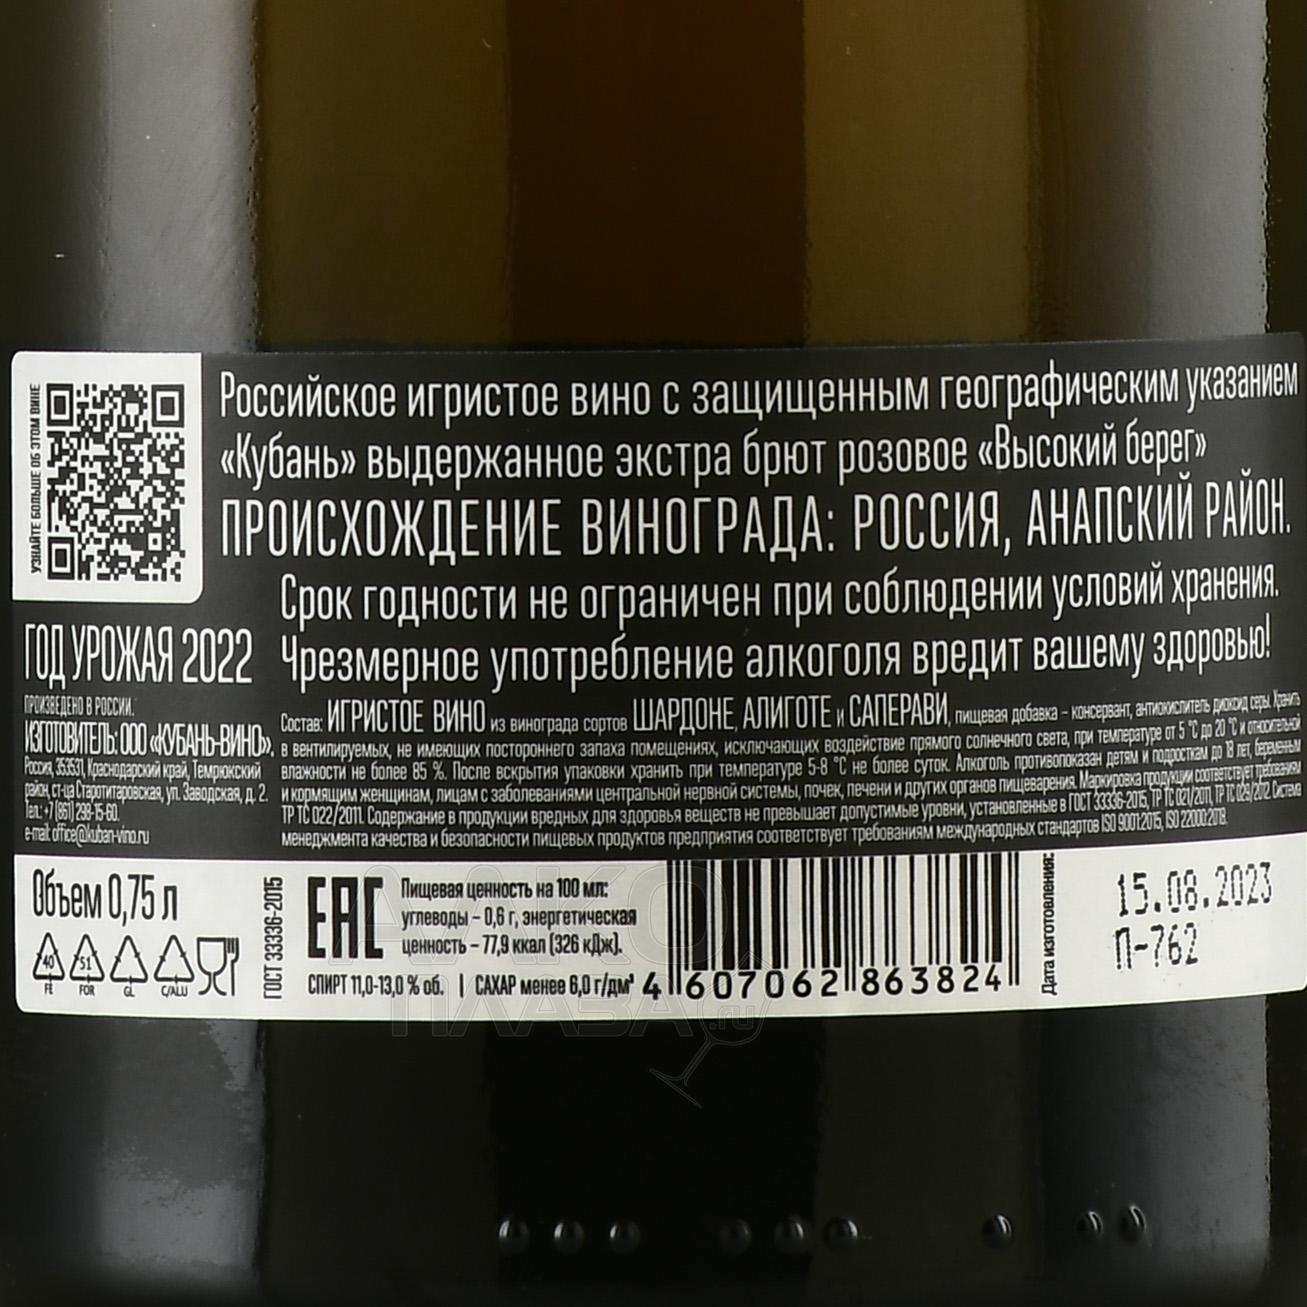 УЗНАЙТЕ БОЛЬШЕ ОБ ЭТОМ ВИНЕ
Российское игристое вино с защищенным географическим указанием
«Кубань» выдержанное экстра брют розовое «Высокий берег»
ПРОИСХОЖДЕНИЕ ВИНОГРАДА: РОССИЯ, АНАПСКИЙ РАЙОН.
Срок годности не ограничен при соблюдении условий хранения.
Чрезмерное употребление алкоголя вредит вашему здоровью!
ГОД УРОЖАЯ 2022
ПРОИЗВЕДЕНО В РОССИИ.
ИЗГОТОВИТЕЛЬ: ООО «КУБАНЬ-ВИНО».
Россия, 353531, Краснодарский край, Темрюкский
район, ст-ца Старотитаровская, ул. Заводская, д. 2.
Тел.: +7 (861) 298-15-60.
e-mail: office@kuban-vino.ru
Состав: ИГРИСТОЕ ВИНО из винограда сортов ШАРДОНЕ, АЛИГОТЕ и САПЕРАВИ, пищевая добавка – консервант, антиокислитель диоксид серы. Хранить
в вентилируемых, не имеющих постороннего запаха помещениях, исключающих воздействие прямого солнечного света, при температуре от 5 °С до 20 °С и относительной
влажности не более 85 %. После вскрытия упаковки хранить при температуре 5-8 °С не более суток. Алкоголь противопоказан детям и подросткам до 18 лет, беременным
и кормящим женщинам, лицам с заболеваниями центральной нервной системы, почек, печени и других органов пищеварения. Маркировка продукции соответствует требованиям
ТР ТС 022/2011. Содержание в продукции вредных для здоровья веществ не превышает допустимые уровни, установленные в ГОСТ 33336-2015, ТР ТС 021/2011, ТР ТС 029/2012. Система
менеджмента качества и безопасности пищевых продуктов предприятия соответствует требованиям международных стандартов ISO 9001:2015, ISO 22000:2018.
Объем 0,75 л
40
FE
51
FOR
GL
C/ALU
ГОСТ 33336-2015
ЕАС
Пищевая ценность на 100 мл:
углеводы – 0,6 г, энергетическая
ценность – 77,9 ккал (326 кДж).
СПИРТ 11,0-13,0 % об. | САХАР менее 6,0 г/дм³
4 607062 863824
Дата изготовления:
15.08.2023
П-762
АЛКО
ПЛАЗА.ru